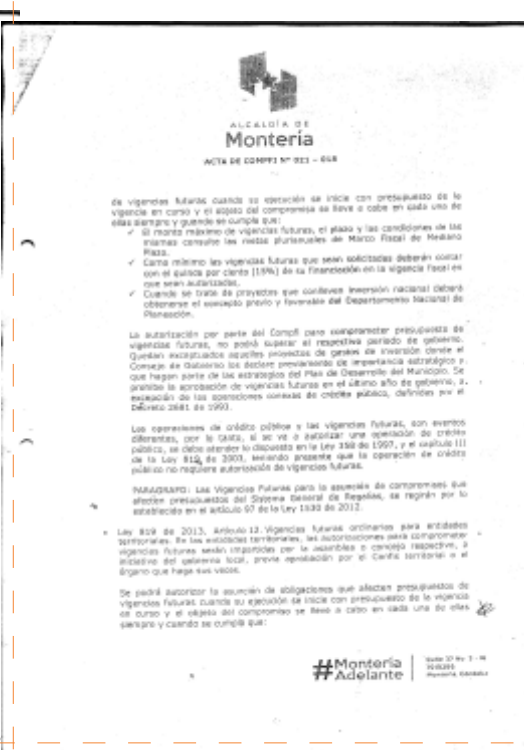 ALCALDÍA DE
Montería
ACTA DE COMPFI N° 021 - 018
de vigencias futuras cuando su ejecución se inicie con presupuesto de la
vigencia en curso y el objeto del compromiso se lleve a cabo en cada una de
ellas siempre y cuando se cumpla que:
✓ El monto máximo de vigencias futuras, el plazo y las condiciones de las
mismas consulte las metas plurianuales de Marco Fiscal de Mediano
Plazo.
✓ Como mínimo las vigencias futuras que sean solicitadas deberán contar
con el quince por ciento (15%) de su financiación en la vigencia fiscal en
que sean autorizadas.
✓ Cuando se trate de proyectos que conlleven inversión nacional deberá
obtenerse el concepto previo y favorable del Departamento Nacional de
Planeación.
La autorización por parte del Compfi para comprometer presupuesto de
vigencias futuras, no podrá superar el respectivo periodo de gobierno.
Quedan exceptuados aquellos proyectos de gastos de inversión donde el
Consejo de Gobierno los declare previamente de importancia estratégico y
que hagan parte de las estrategias del Plan de Desarrollo del Municipio. Se
prohíbe la aprobación de vigencias futuras en el último año de gobierno, a
excepción de las operaciones conexas de crédito público, definidas por el
Decreto 2681 de 1993.
Las operaciones de crédito público y las vigencias futuras, son eventos
diferentes, por lo tanto, si se va a autorizar una operación de crédito
público, se debe atender lo dispuesto en la Ley 358 de 1997, y el capítulo III
de la Ley 819 de 2003, teniendo presente que la operación de crédito
público no requiere autorización de vigencias futuras.
PARAGRAFO: Las Vigencias Futuras para la asunción de compromisos que
afecten presupuestos del Sistema General de Regalías, se regirán por lo
establecido en el artículo 97 de la Ley 1530 de 2012.
• Ley 819 de 2013, Artículo 12. Vigencias futuras ordinarias para entidades
territoriales. En las entidades territoriales, las autorizaciones para comprometer
vigencias futuras serán impartidas por la asamblea o concejo respectivo, a
iniciativa del gobierno local, previa aprobación por el Confis territorial o el
órgano que haga sus veces.
Se podrá autorizar la asunción de obligaciones que afecten presupuestos de
vigencias futuras cuando su ejecución se inicie con presupuesto de la vigencia
en curso y el objeto del compromiso se lleve a cabo en cada una de ellas
siempre y cuando se cumpla que:
#Montería
Adelante
Montería, Córdoba